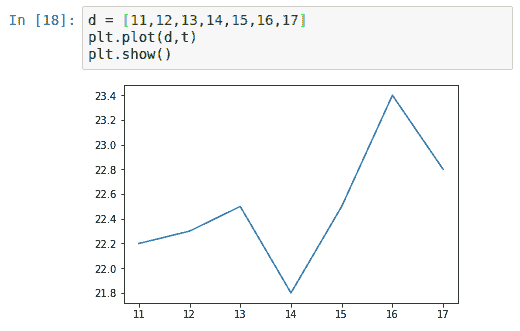 In [18]: d = [11,12,13,14,15,16,17]
plt.plot(d,t)
plt.show()
23.4
23.2
23.0
22.8
22.6
22.4
22.2
22.0
21.8
11 12 13 14 15 16 17